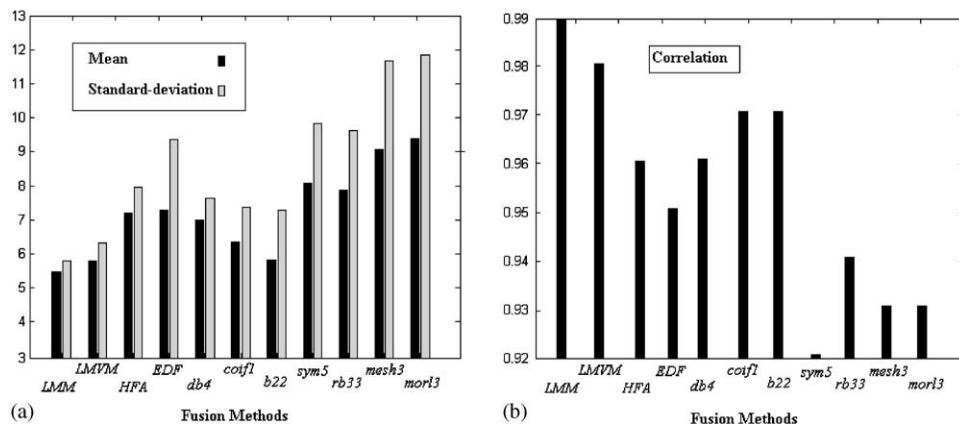 13
12
11
10
9
8
7
6
5
4
3
Mean
Standard-deviation
LMM
LMVM
HFA
EDF
db4
coif1
b22
sym5
rb33
mesh3
morl3
(a)
Fusion Methods
0.99
0.98
0.97
0.96
0.95
0.94
0.93
0.92
Correlation
LMM
LMVM
HFA
EDF
db4
coif1
b22
sym5
rb33
mesh3
morl3
(b)
Fusion Methods